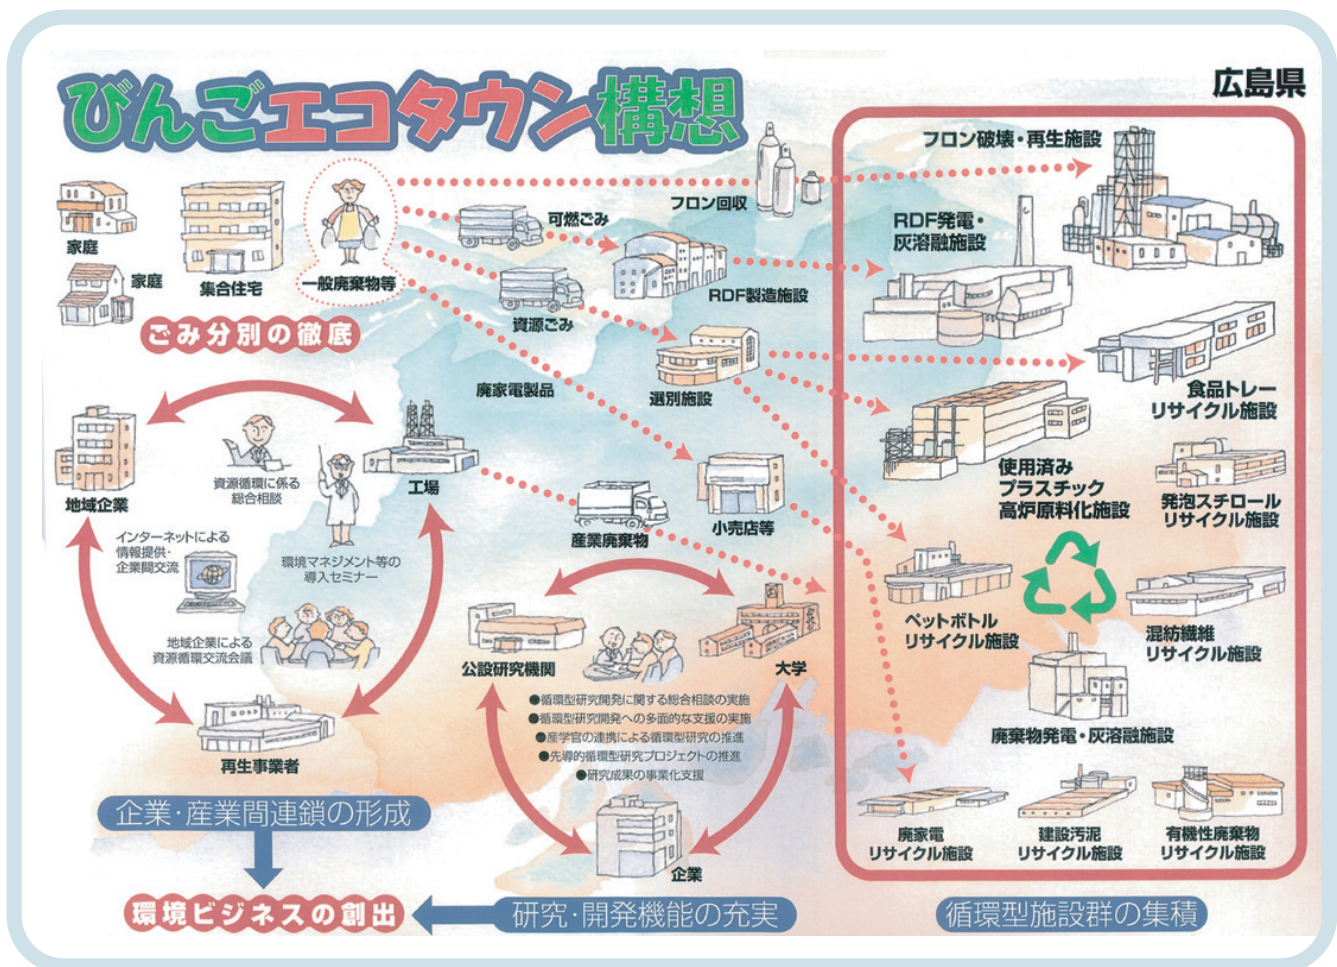 びんごエコタウン構想
広島県
家庭
家庭
集合住宅
一般廃棄物等
ごみ分別の徹底
可燃ごみ
資源ごみ
フロン回収
RDF製造施設
選別施設
廃家電製品
小売店等
産業廃棄物
フロン破壊・再生施設
RDF発電・
灰溶融施設
食品トレー
リサイクル施設
使用済み
プラスチック
高炉原料化施設
発泡スチロール
リサイクル施設
ペットボトル
リサイクル施設
混紡繊維
リサイクル施設
廃棄物発電・灰溶融施設
廃家電
リサイクル施設
建設汚泥
リサイクル施設
有機性廃棄物
リサイクル施設
循環型施設群の集積
地域企業
工場
資源循環に係る
総合相談
インターネットによる
情報提供・
企業間交流
環境マネジメント等の
導入セミナー
地域企業による
資源循環交流会議
再生事業者
企業・産業間連鎖の形成
環境ビジネスの創出
公設研究機関
大学
●循環型研究開発に関する総合相談の実施
●循環型研究開発への多面的な支援の実施
●産学官の連携による循環型研究の推進
●先導的循環型研究プロジェクトの推進
●研究成果の事業化支援
企業
研究・開発機能の充実